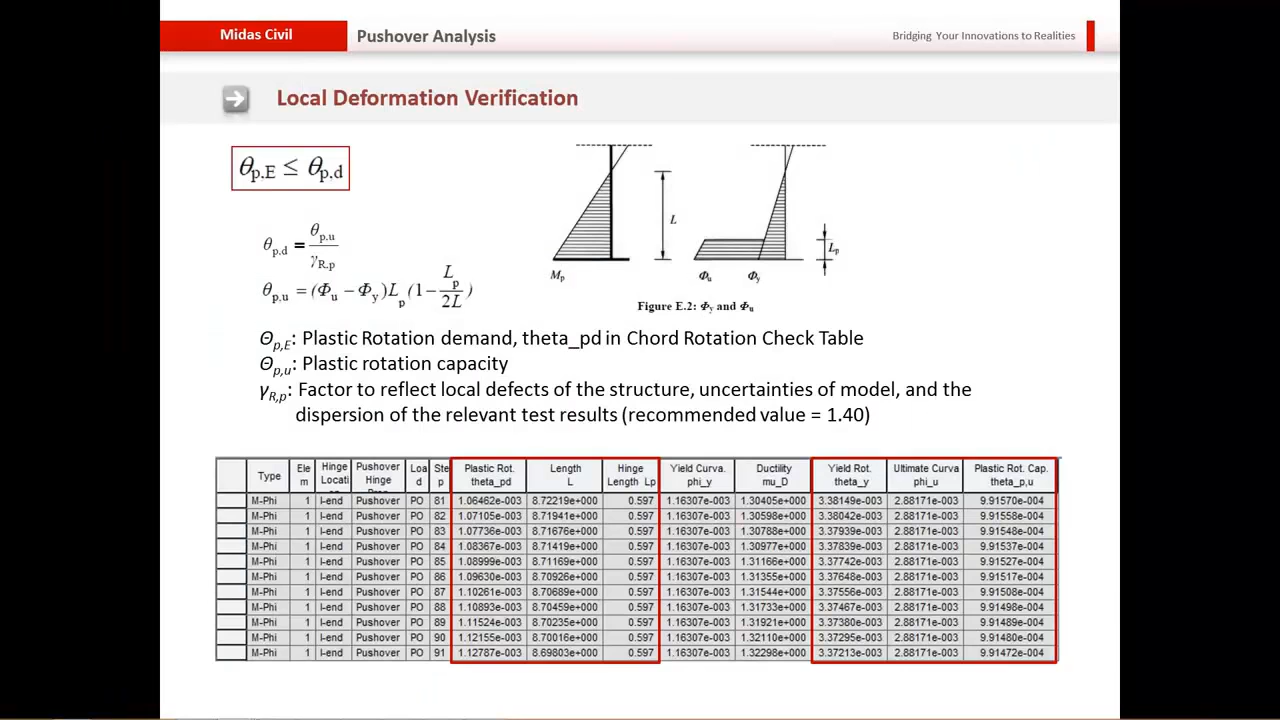 Midas Civil
Pushover Analysis
Bridging Your Innovations to Realities
Local Deformation Verification
θp.E ≤ θp.d
θp.d = θp.u / γR.p
θp,u = (Φu − Φy)Lp(1 − Lp / 2L)
L
Lp
Mp
Φu
Φy
Figure E.2: Φy and Φu
Θp,E: Plastic Rotation demand, theta_pd in Chord Rotation Check Table
Θp,u: Plastic rotation capacity
γR,p: Factor to reflect local defects of the structure, uncertainties of model, and the
dispersion of the relevant test results (recommended value = 1.40)
Type | Ele m | Hinge Locati | Pushover Hinge | Loa d | Ste p | Plastic Rot. theta_pd | Length L | Hinge Length Lp | Yield Curva. phi_y | Ductility mu_D | Yield Rot. theta_y | Ultimate Curva phi_u | Plastic Rot. Cap. theta_p,u
M-Phi 1 I-end Pushover PO 81 1.06462e-003 8.72219e+000 0.597 1.16307e-003 1.30405e+000 3.38149e-003 2.88171e-003 9.91570e-004
M-Phi 1 I-end Pushover PO 82 1.07105e-003 8.71941e+000 0.597 1.16307e-003 1.30598e+000 3.38042e-003 2.88171e-003 9.91558e-004
M-Phi 1 I-end Pushover PO 83 1.07736e-003 8.71676e+000 0.597 1.16307e-003 1.30788e+000 3.37939e-003 2.88171e-003 9.91548e-004
M-Phi 1 I-end Pushover PO 84 1.08367e-003 8.71419e+000 0.597 1.16307e-003 1.30977e+000 3.37839e-003 2.88171e-003 9.91537e-004
M-Phi 1 I-end Pushover PO 85 1.08999e-003 8.71169e+000 0.597 1.16307e-003 1.31166e+000 3.37742e-003 2.88171e-003 9.91527e-004
M-Phi 1 I-end Pushover PO 86 1.09630e-003 8.70926e+000 0.597 1.16307e-003 1.31355e+000 3.37648e-003 2.88171e-003 9.91517e-004
M-Phi 1 I-end Pushover PO 87 1.10261e-003 8.70689e+000 0.597 1.16307e-003 1.31544e+000 3.37556e-003 2.88171e-003 9.91508e-004
M-Phi 1 I-end Pushover PO 88 1.10893e-003 8.70459e+000 0.597 1.16307e-003 1.31733e+000 3.37467e-003 2.88171e-003 9.91498e-004
M-Phi 1 I-end Pushover PO 89 1.11524e-003 8.70235e+000 0.597 1.16307e-003 1.31921e+000 3.37380e-003 2.88171e-003 9.91489e-004
M-Phi 1 I-end Pushover PO 90 1.12155e-003 8.70016e+000 0.597 1.16307e-003 1.32110e+000 3.37295e-003 2.88171e-003 9.91480e-004
M-Phi 1 I-end Pushover PO 91 1.12787e-003 8.69803e+000 0.597 1.16307e-003 1.32298e+000 3.37213e-003 2.88171e-003 9.91472e-004